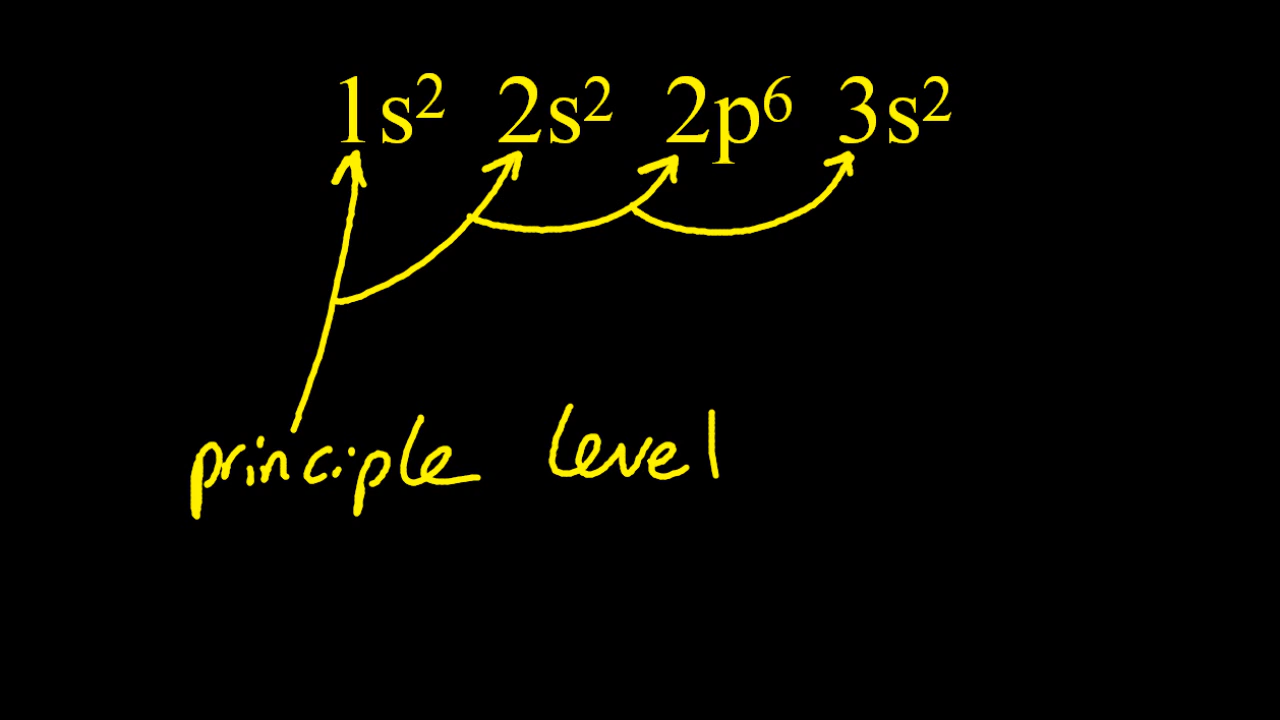 1s² 2s² 2p⁶ 3s²
principle level